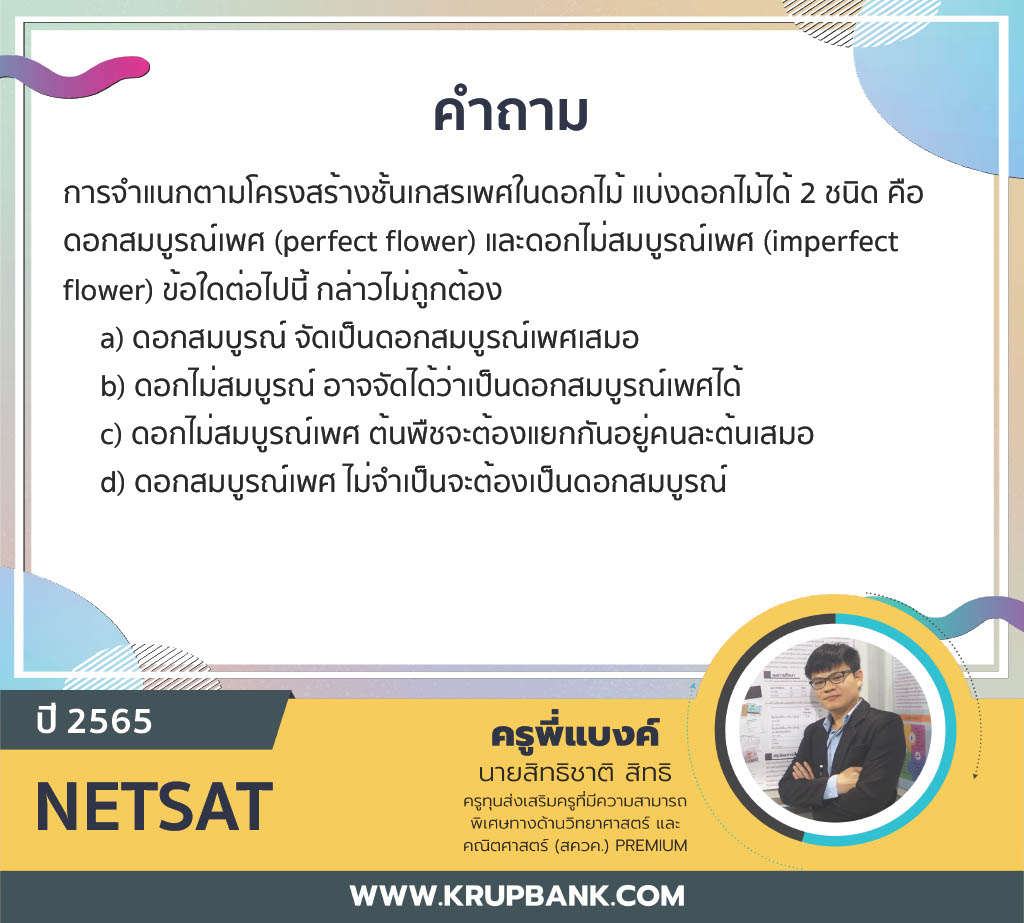 คำถาม
การจำแนกตามโครงสร้างชั้นเกสรเพศในดอกไม้ แบ่งดอกไม้ได้ 2 ชนิด คือ
ดอกสมบูรณ์เพศ (perfect flower) และดอกไม่สมบูรณ์เพศ (imperfect
flower) ข้อใดต่อไปนี้ กล่าวไม่ถูกต้อง
a) ดอกสมบูรณ์ จัดเป็นดอกสมบูรณ์เพศเสมอ
b) ดอกไม่สมบูรณ์ อาจจัดได้ว่าเป็นดอกสมบูรณ์เพศได้
c) ดอกไม่สมบูรณ์เพศ ต้นพืชจะต้องแยกกันอยู่คนละต้นเสมอ
d) ดอกสมบูรณ์เพศ ไม่จำเป็นจะต้องเป็นดอกสมบูรณ์
ปี 2565
NETSAT
ครูพี่แบงค์
นายสิทธิชาติ สิทธิ
ครูทุนส่งเสริมครูที่มีความสามารถ
พิเศษทางด้านวิทยาศาสตร์ และ
คณิตศาสตร์ (สควค.) PREMIUM
WWW.KRUPBANK.COM